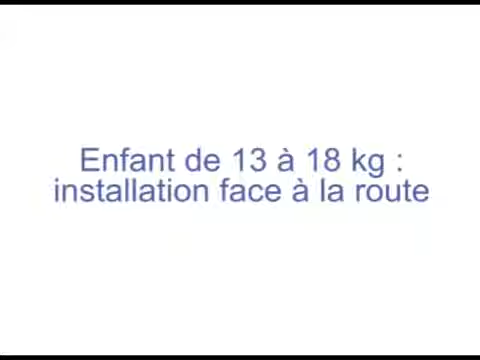 Enfant de 13 à 18 kg :
installation face à la route